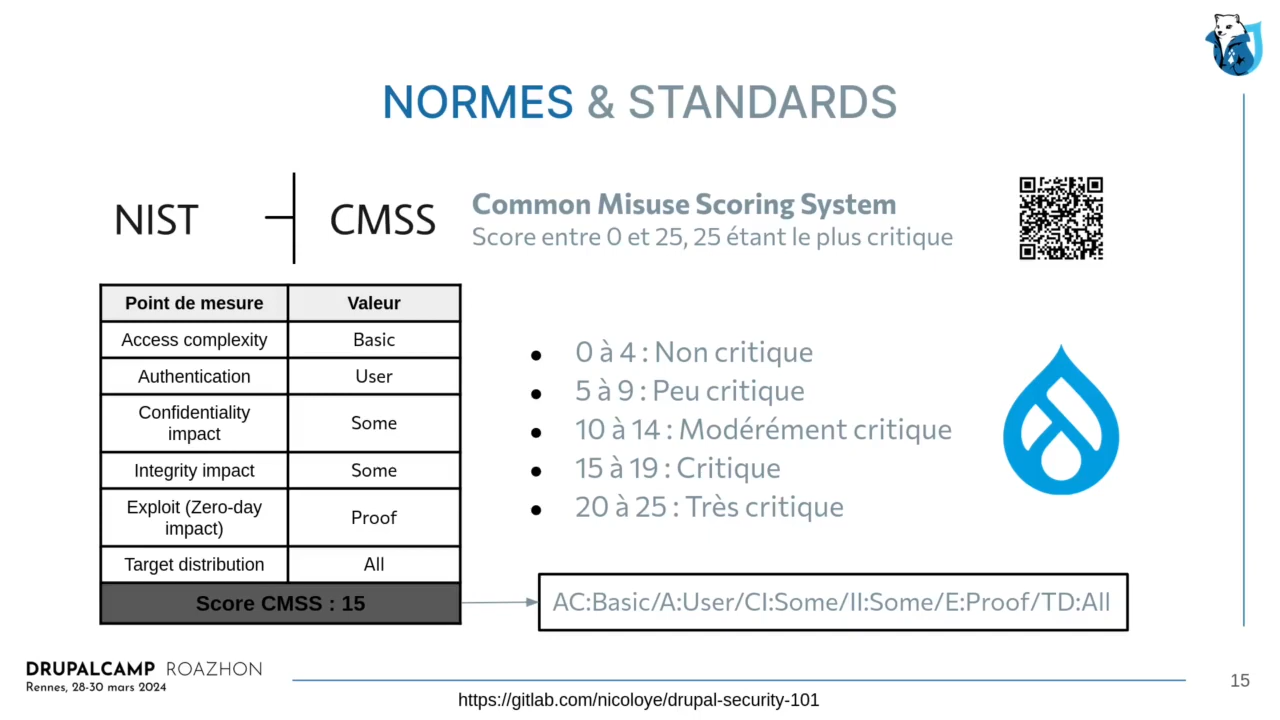 NORMES & STANDARDS
NIST
CMSS
Common Misuse Scoring System
Score entre 0 et 25, 25 étant le plus critique
Point de mesure Valeur
Access complexity Basic
Authentication User
Confidentiality
impact
Some
Integrity impact Some
Exploit (Zero-day
impact)
Proof
Target distribution All
Score CMSS : 15
0 à 4 : Non critique
5 à 9 : Peu critique
10 à 14 : Modérément critique
15 à 19 : Critique
20 à 25 : Très critique
AC:Basic/A:User/CI:Some/II:Some/E:Proof/TD:All
DRUPALCAMP ROAZHON
Rennes, 28-30 mars 2024
https://gitlab.com/nicoloye/drupal-security-101
15